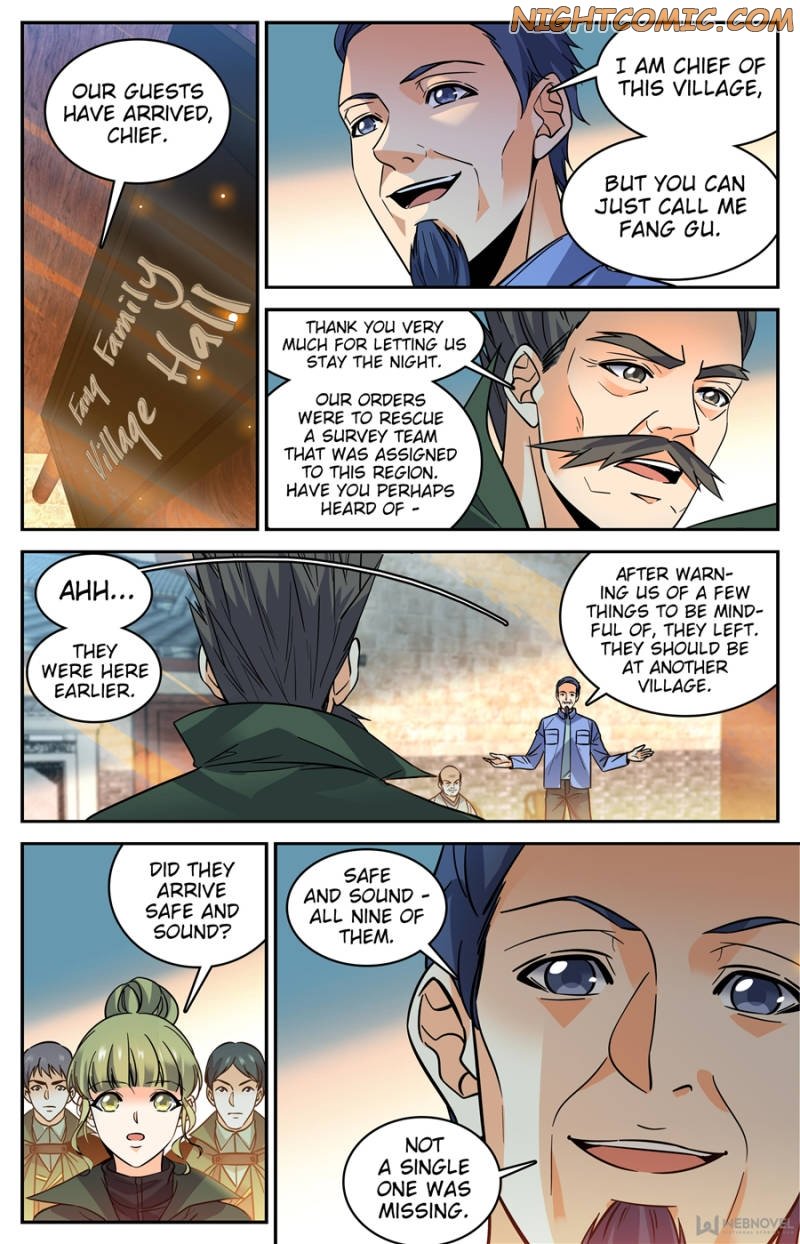 NIGHTCOMIC.COM
OUR GUESTS
HAVE ARRIVED,
CHIEF.
Fang Family
Village Hall
I AM CHIEF OF
THIS VILLAGE,
BUT YOU CAN
JUST CALL ME
FANG GU.
THANK YOU VERY
MUCH FOR LETTING US
STAY THE NIGHT.
OUR ORDERS
WERE TO RESCUE
A SURVEY TEAM
THAT WAS ASSIGNED
TO THIS REGION.
HAVE YOU PERHAPS
HEARD OF -
AHH...
THEY
WERE HERE
EARLIER.
AFTER WARN-
ING US OF A FEW
THINGS TO BE MIND-
FUL OF, THEY LEFT.
THEY SHOULD BE
AT ANOTHER
VILLAGE.
DID THEY
ARRIVE
SAFE AND
SOUND?
SAFE
AND SOUND -
ALL NINE OF
THEM.
NOT
A SINGLE
ONE WAS
MISSING.
WEBNOVEL